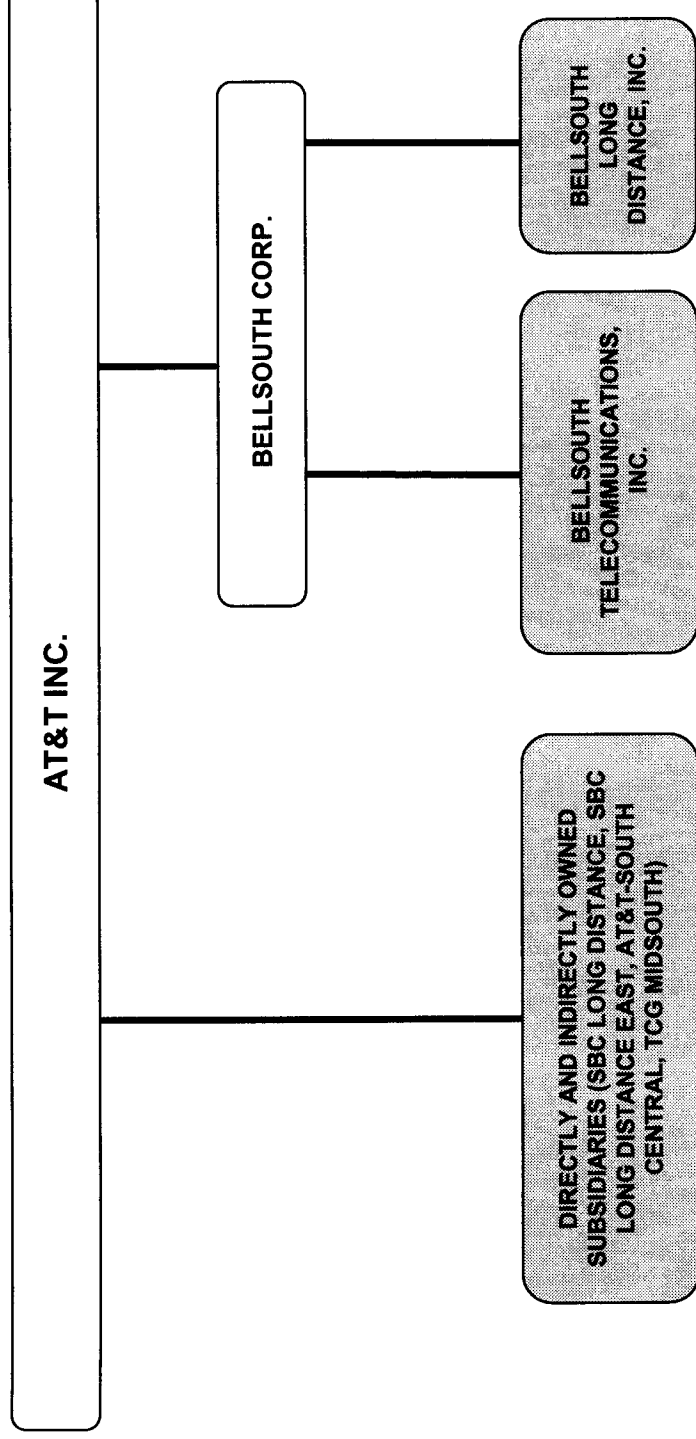 AT&T INC.
BELLSOUTH CORP.
DIRECTLY AND INDIRECTLY OWNED
SUBSIDIARIES (SBC LONG DISTANCE, SBC
LONG DISTANCE EAST, AT&T-SOUTH
CENTRAL, TCG MIDSOUTH)
BELLSOUTH
TELECOMMUNICATIONS,
INC.
BELLSOUTH
LONG
DISTANCE, INC.